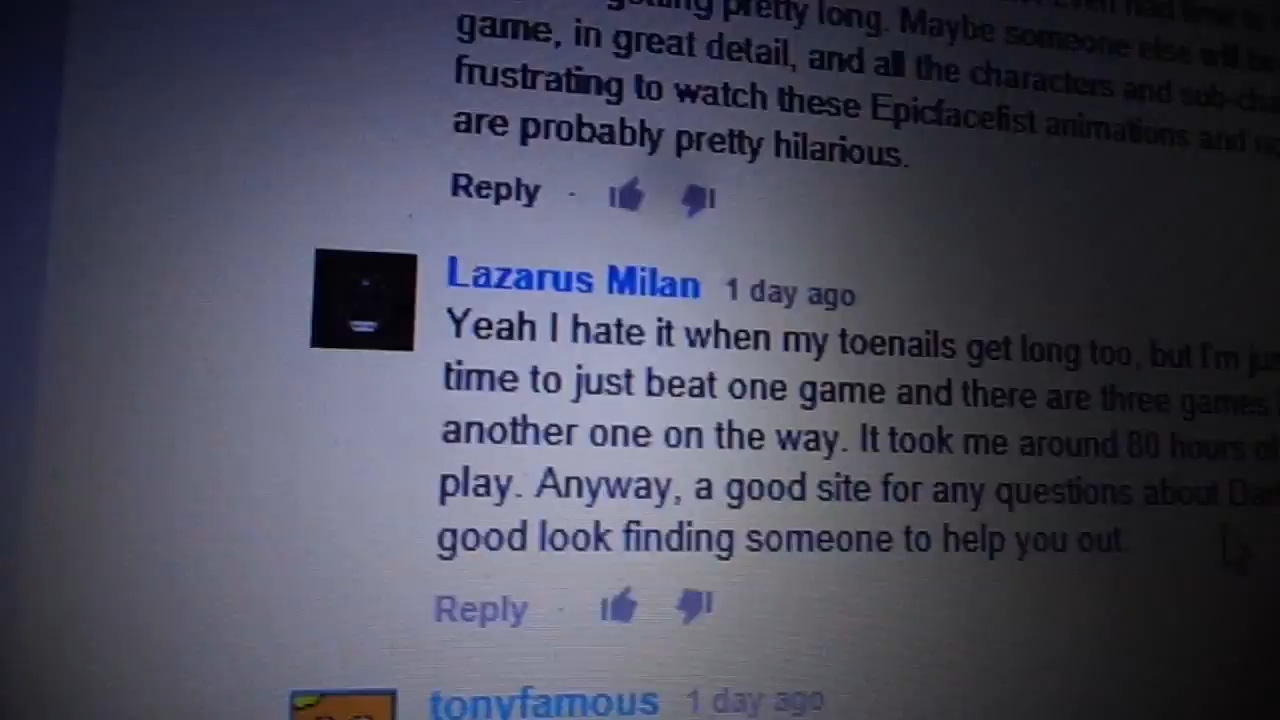 pretty long. Maybe someone else will
game, in great detail, and all the characters and
frustrating to watch these Epicfacefist animations and
are probably pretty hilarious.
Reply ·
Lazarus Milan 1 day ago
Yeah I hate it when my toenails get long too, but I'm
time to just beat one game and there are three games
another one on the way. It took me around 80 hours
play. Anyway, a good site for any questions about
good look finding someone to help you out.
Reply ·
tonyfamous 1 day ago